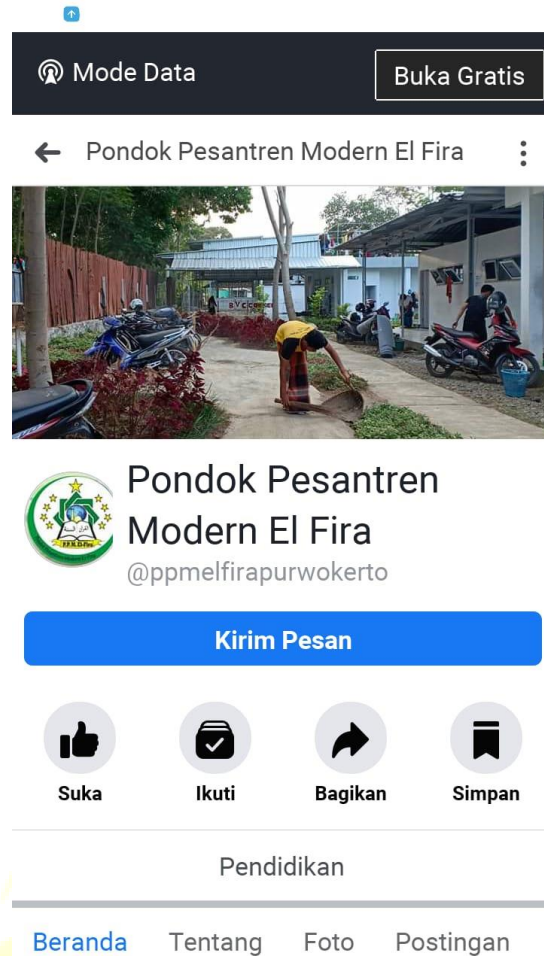 Mode Data
Buka Gratis
Pondok Pesantren Modern El Fira
Pondok Pesantren
Modern El Fira
@ppmelfirapurwokerto
Kirim Pesan
Suka
Ikuti
Bagikan
Simpan
Pendidikan
Beranda
Tentang
Foto
Postingan